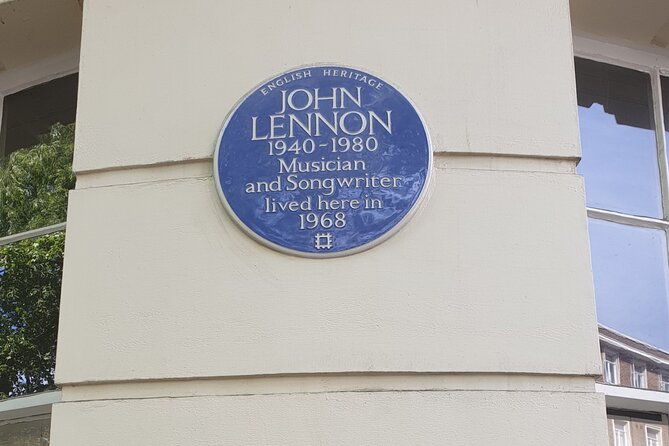 ENGLISH HERITAGE
JOHN
LENNON
1940-1980
Musician
and Songwriter
lived here in
1968